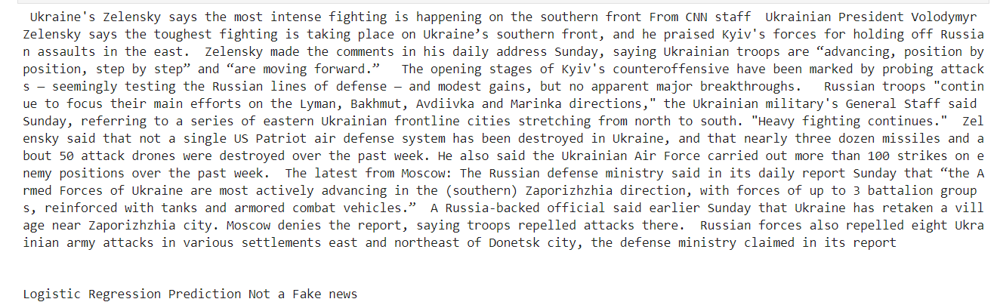 Ukraine's Zelensky says the most intense fighting is happening on the southern front From CNN staff  Ukrainian President Volodymyr
Zelensky says the toughest fighting is taking place on Ukraine’s southern front, and he praised Kyiv's forces for holding off Russia
n assaults in the east.  Zelensky made the comments in his daily address Sunday, saying Ukrainian troops are “advancing, position by
position, step by step” and “are moving forward.”   The opening stages of Kyiv's counteroffensive have been marked by probing attack
s — seemingly testing the Russian lines of defense — and modest gains, but no apparent major breakthroughs.   Russian troops "contin
ue to focus their main efforts on the Lyman, Bakhmut, Avdiivka and Marinka directions," the Ukrainian military's General Staff said
Sunday, referring to a series of eastern Ukrainian frontline cities stretching from north to south. "Heavy fighting continues."  Zel
ensky said that not a single US Patriot air defense system has been destroyed in Ukraine, and that nearly three dozen missiles and a
bout 50 attack drones were destroyed over the past week. He also said the Ukrainian Air Force carried out more than 100 strikes on e
nemy positions over the past week.  The latest from Moscow: The Russian defense ministry said in its daily report Sunday that “the A
rmed Forces of Ukraine are most actively advancing in the (southern) Zaporizhzhia direction, with forces of up to 3 battalion group
s, reinforced with tanks and armored combat vehicles.”  A Russia-backed official said earlier Sunday that Ukraine has retaken a vill
age near Zaporizhzhia city. Moscow denies the report, saying troops repelled attacks there.  Russian forces also repelled eight Ukra
inian army attacks in various settlements east and northeast of Donetsk city, the defense ministry claimed in its report
Logistic Regression Prediction Not a Fake news